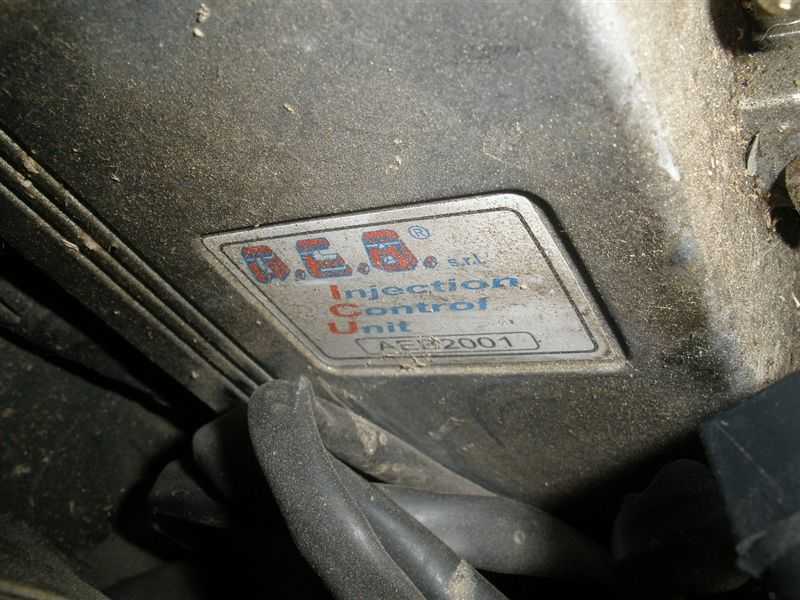 A.E.B.® s.r.l.
Injection
Control
Unit
AEB2001